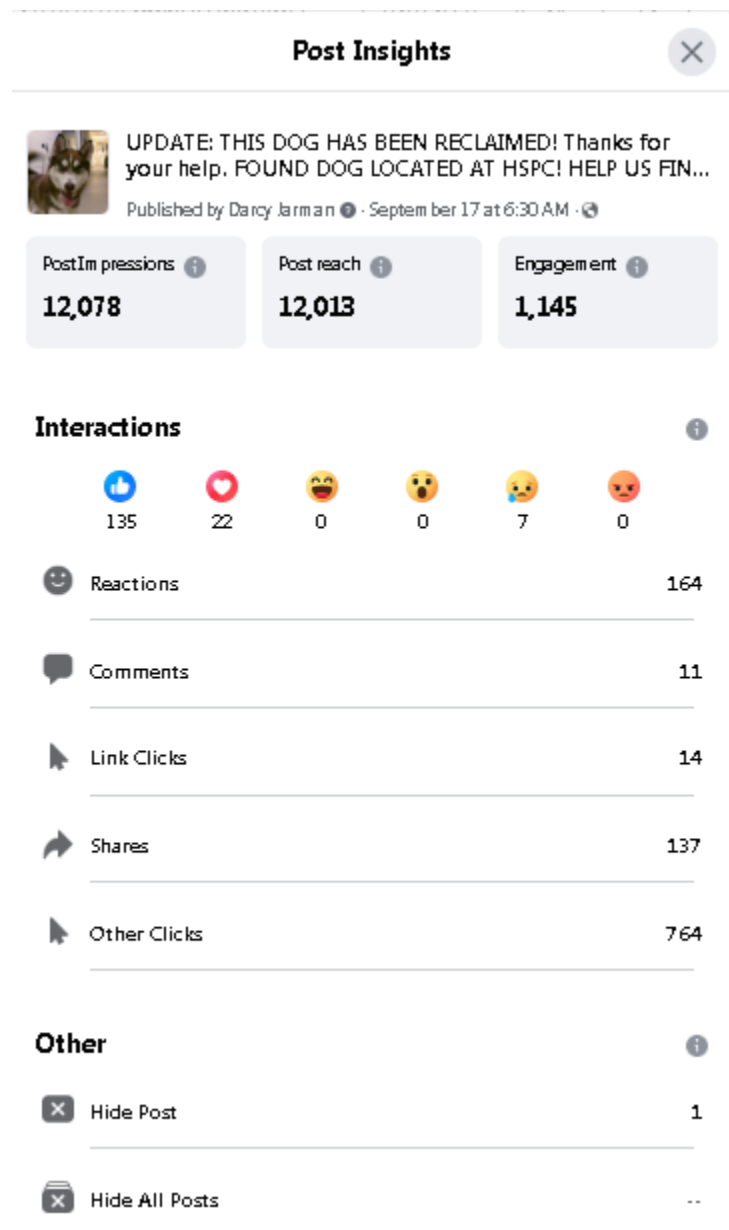 Post Insights
UPDATE: THIS DOG HAS BEEN RECLAIMED! Thanks for
your help. FOUND DOG LOCATED AT HSPC! HELP US FIN...
Published by Darcy Jarman · September 17 at 6:30 AM ·
Post Impressions
Post reach
Engagement
12,078
12,013
1,145
Interactions
135 22 0 0 7 0
Reactions 164
Comments 11
Link Clicks 14
Shares 137
Other Clicks 764
Other
Hide Post 1
Hide All Posts --